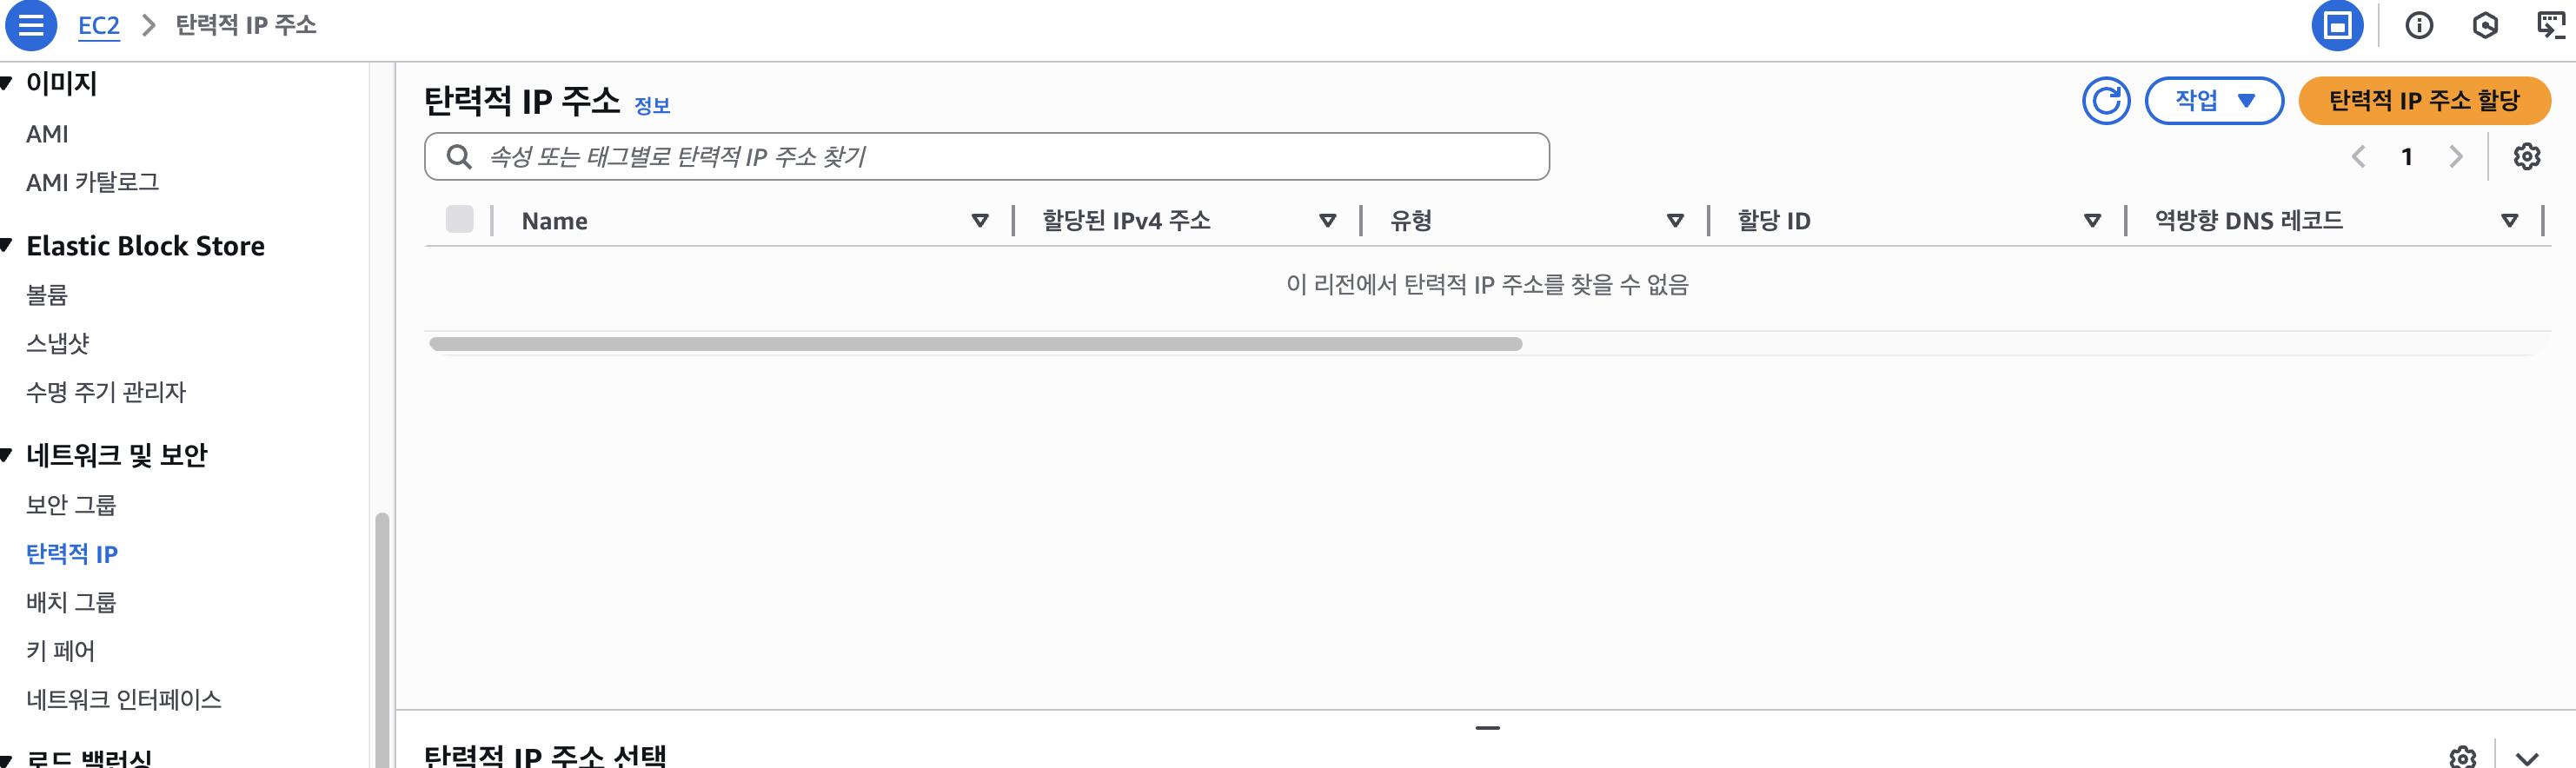 EC2 > 탄력적 IP 주소
이미지
AMI
AMI 카탈로그
Elastic Block Store
볼륨
스냅샷
수명 주기 관리자
네트워크 및 보안
보안 그룹
탄력적 IP
배치 그룹
키 페어
네트워크 인터페이스
로드 밸런싱
탄력적 IP 주소 정보
작업
탄력적 IP 주소 할당
속성 또는 태그별로 탄력적 IP 주소 찾기
1
Name 할당된 IPv4 주소 유형 할당 ID 역방향 DNS 레코드
이 리전에서 탄력적 IP 주소를 찾을 수 없음
탄력적 IP 주소 선택